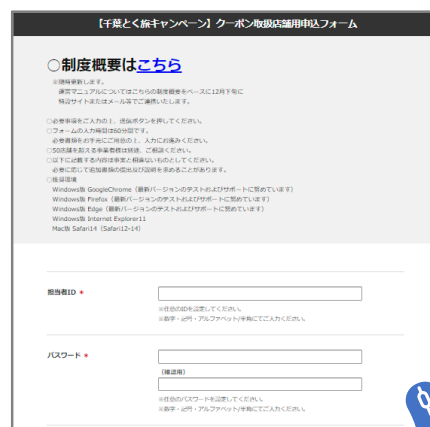 【千葉とく旅キャンペーン】クーポン取扱店舗用申込フォーム
○制度概要はこちら
※随時更新します。
運営マニュアルについてはこちらの制度概要をベースに12月下旬に
特設サイトまたはメール等でご連携いたします。
○必要事項をご入力の上、送信ボタンを押してください。
○フォームの入力時間は60分間です。
必要書類をお手元にご用意の上、入力にお進みください。
○50店舗を超える事業者様は別途、ご相談ください。
○以下に記載する内容は事実と相違ないものとしてください。
必要に応じて追加書類の提出及び説明を求めることがあります。
○推奨環境
Windows版 GoogleChrome（最新バージョンのテストおよびサポートに努めています）
Windows版 Firefox（最新バージョンのテストおよびサポートに努めています）
Windows版 Edge（最新バージョンのテストおよびサポートに努めています）
Windows版 Internet Explorer11
Mac版 Safari14（Safari12~14）
担当者ID *
※任意のIDを設定してください。
※数字・記号・アルファベット/半角にてご入力ください。
パスワード *
（確認用）
※任意のパスワードを設定してください。
※数字・記号・アルファベット/半角にてご入力ください。